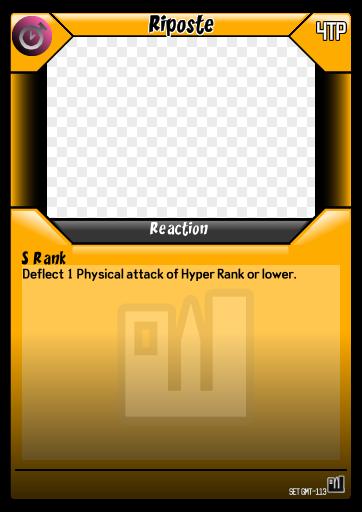 Riposte
4TP
Reaction
S Rank
Deflect 1 Physical attack of Hyper Rank or lower.
SET GMT-113